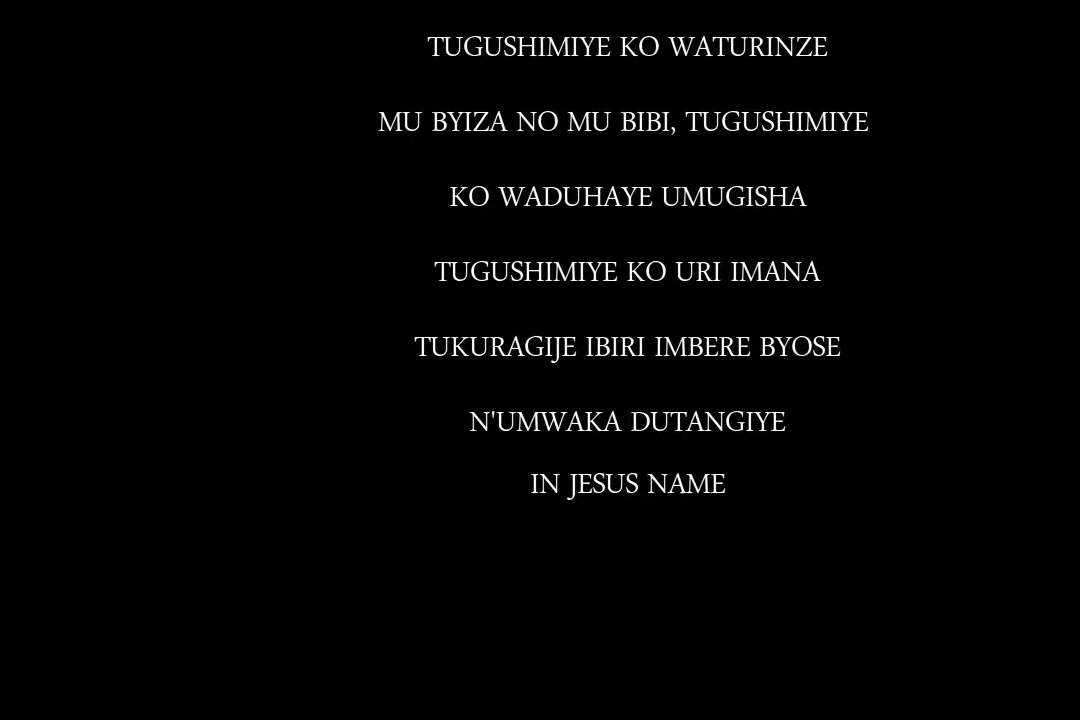 TUGUSHIMIYE KO WATURINZE
MU BYIZA NO MU BIBI, TUGUSHIMIYE
KO WADUHAYE UMUGISHA
TUGUSHIMIYE KO URI IMANA
TUKURAGIJE IBIRI IMBERE BYOSE
N'UMWAKA DUTANGIYE
IN JESUS NAME